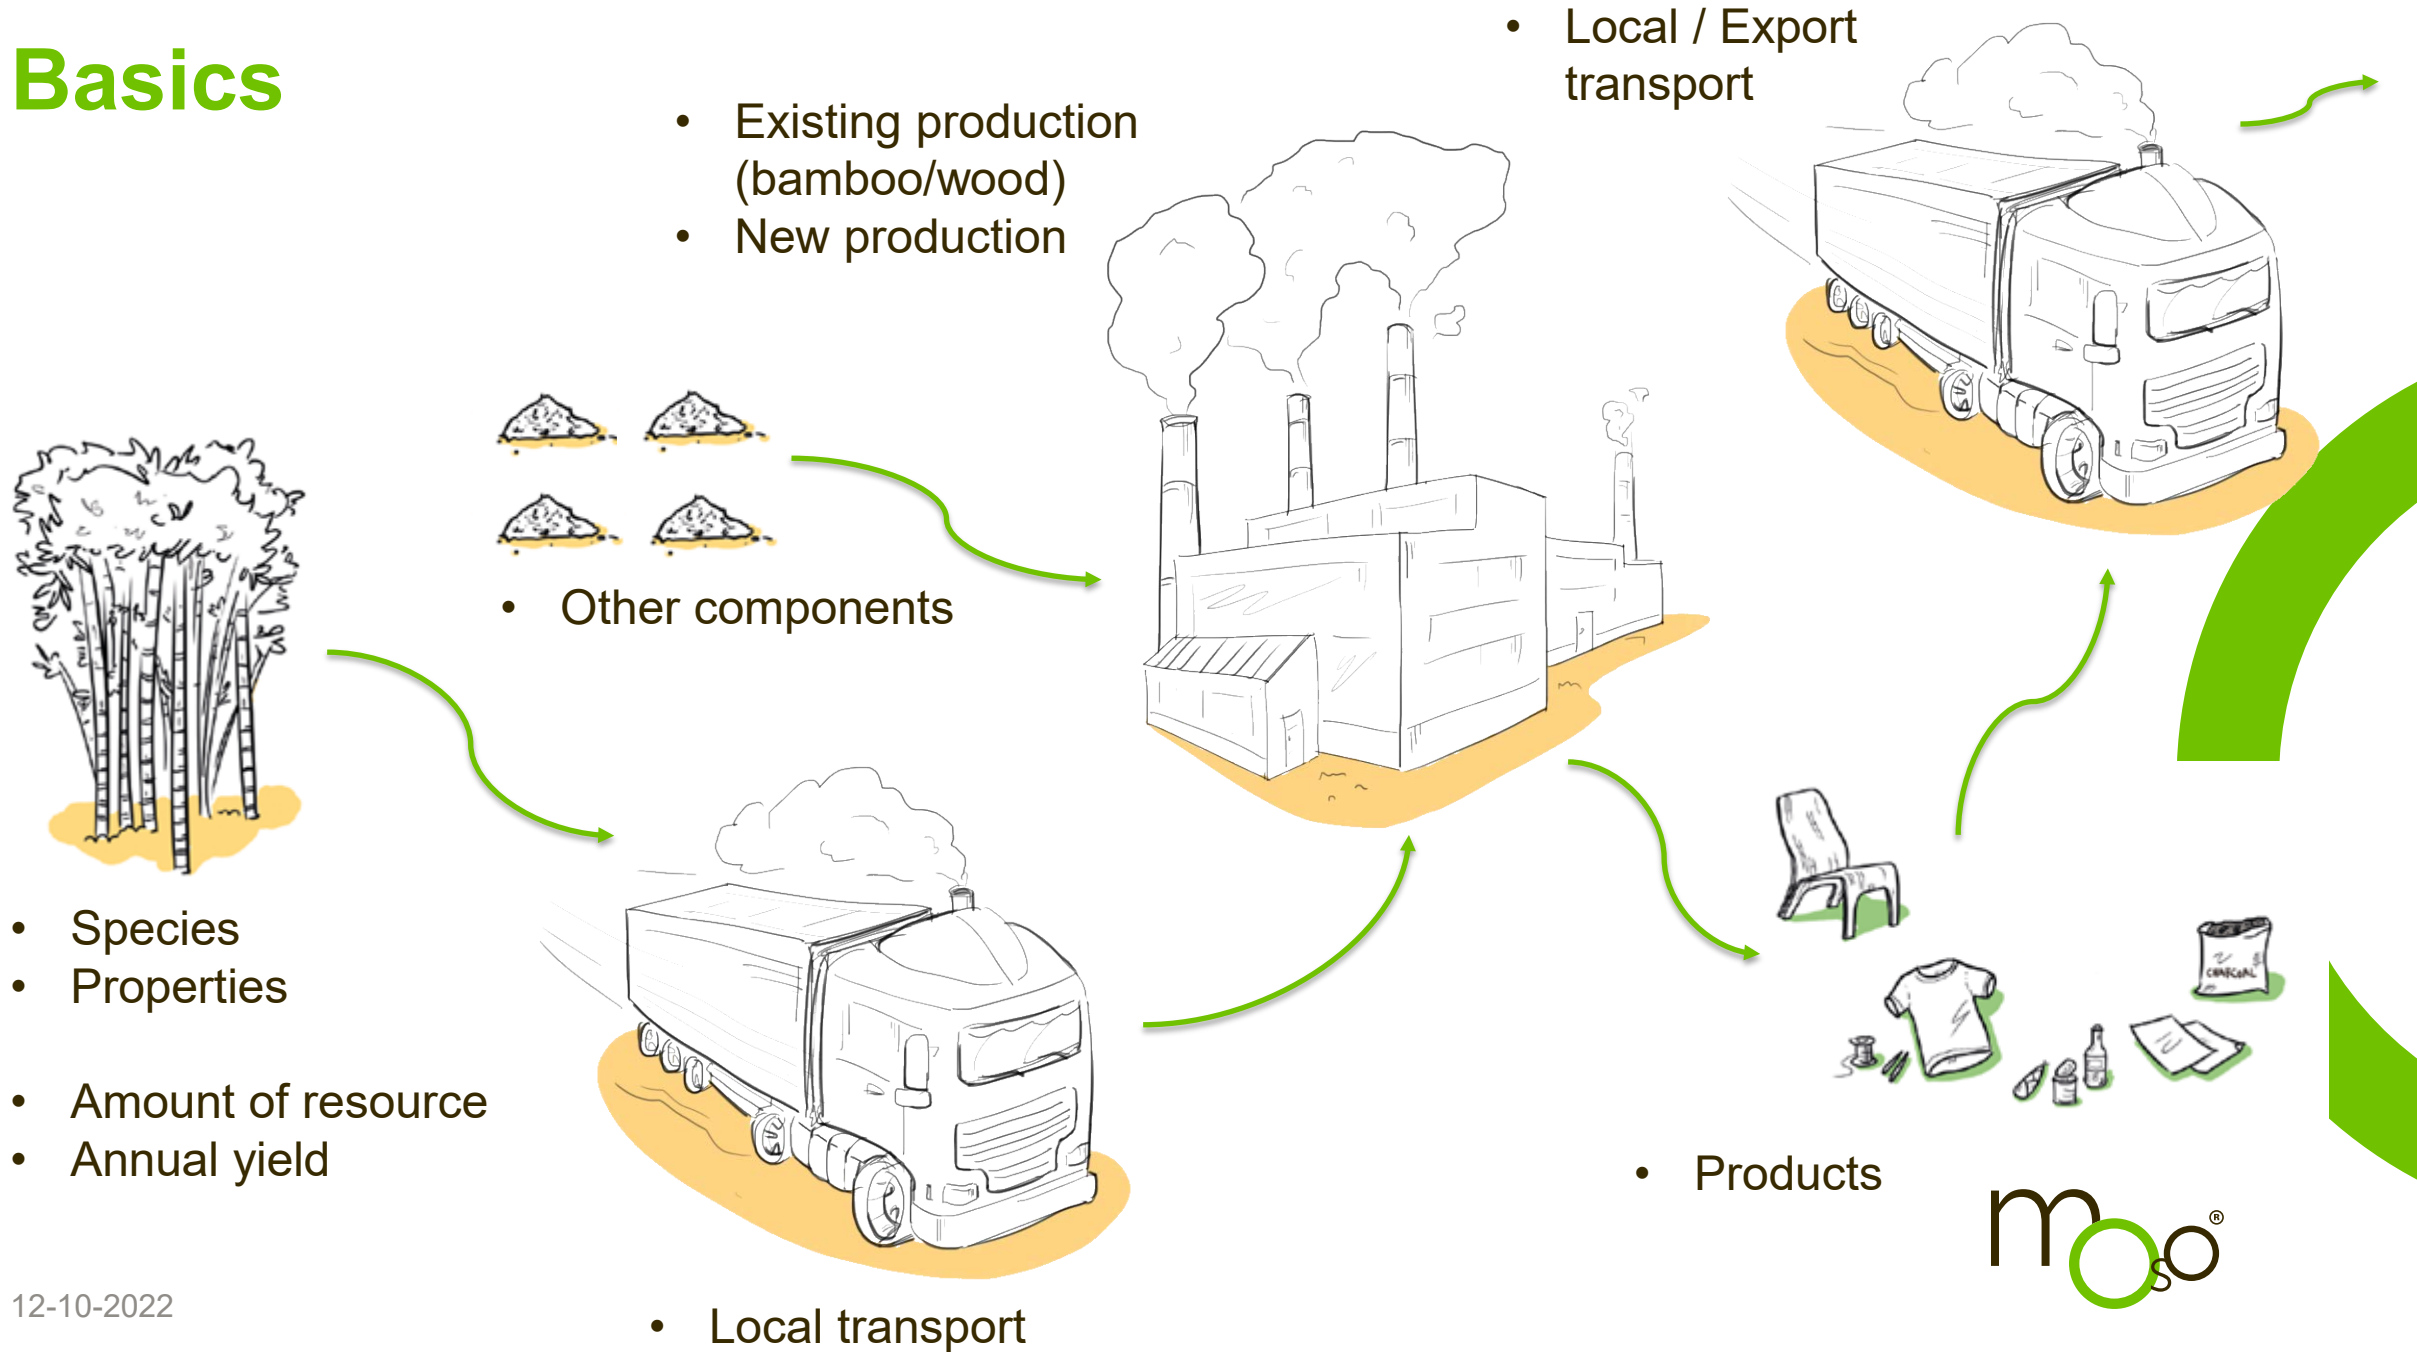 Basics
• Local / Export
transport
• Existing production
(bamboo/wood)
• New production
• Other components
• Species
• Properties
• Amount of resource
• Annual yield
CHARCOAL
• Products
moso®
12-10-2022
• Local transport